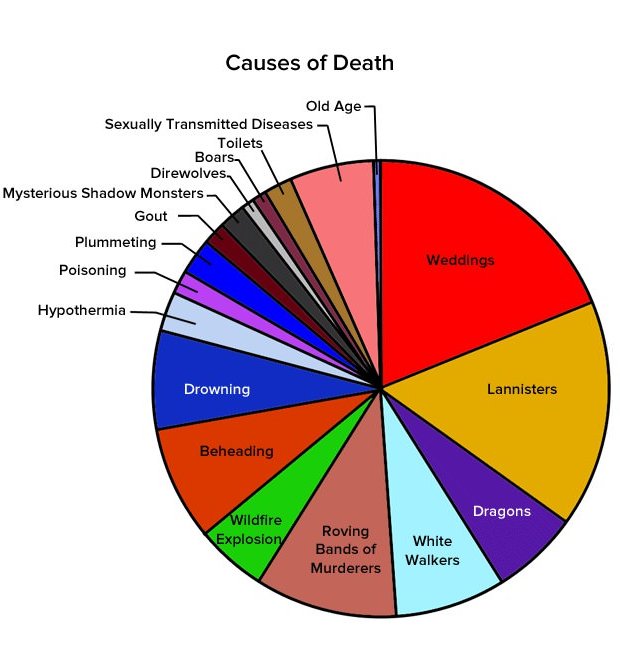 Causes of Death
Old Age
Sexually Transmitted Diseases
Toilets
Boars
Direwolves
Mysterious Shadow Monsters
Gout
Plummeting
Poisoning
Hypothermia
Drowning
Beheading
Wildfire
Explosion
Roving
Bands of
Murderers
White
Walkers
Dragons
Lannisters
Weddings